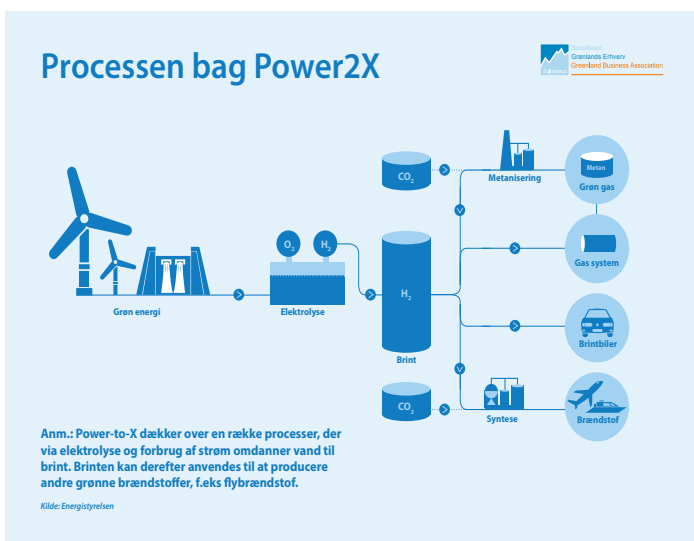 Processen bag Power2X
Grønlands Erhverv
Greenland Business Association
CO2
Metanisering
Metan
Grøn gas
O2
H2
Gas system
H2
Grøn energi
Elektrolyse
Brintbiler
Brint
CO2
Syntese
Brændstof
Anm.: Power-to-X dækker over en række processer, der
via elektrolyse og forbrug af strøm omdanner vand til
brint. Brinten kan derefter anvendes til at producere
andre grønne brændstoffer, f.eks flybrændstof.
Kilde: Energistyrelsen